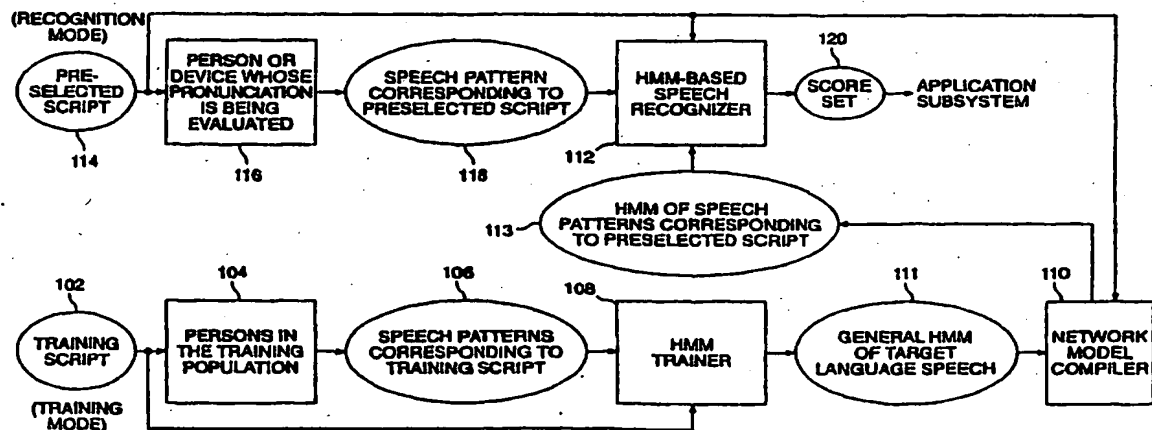 (RECOGNITION
MODE)
PRE-
SELECTED
SCRIPT
114
PERSON OR
DEVICE WHOSE
PRONUNCIATION
IS BEING
EVALUATED
116
SPEECH PATTERN
CORRESPONDING TO
PRESELECTED SCRIPT
118
HMM-BASED
SPEECH
RECOGNIZER
112
120
SCORE
SET
APPLICATION
SUBSYSTEM
HMM OF SPEECH
PATTERNS CORRESPONDING
TO PRESELECTED SCRIPT
113
102
TRAINING
SCRIPT
(TRAINING
MODE)
104
PERSONS IN
THE TRAINING
POPULATION
106
SPEECH PATTERNS
CORRESPONDING TO
TRAINING SCRIPT
108
HMM
TRAINER
111
GENERAL HMM
OF TARGET
LANGUAGE SPEECH
110
NETWORK
MODEL
COMPILER